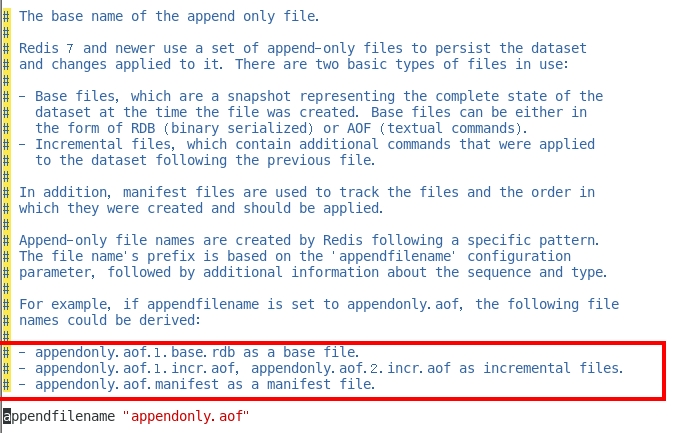 # The base name of the append only file.
#
# Redis 7 and newer use a set of append-only files to persist the dataset
# and changes applied to it. There are two basic types of files in use:
#
# - Base files, which are a snapshot representing the complete state of the
#   dataset at the time the file was created. Base files can be either in
#   the form of RDB (binary serialized) or AOF (textual commands).
# - Incremental files, which contain additional commands that were applied
#   to the dataset following the previous file.
#
# In addition, manifest files are used to track the files and the order in
# which they were created and should be applied.
#
# Append-only file names are created by Redis following a specific pattern.
# The file name's prefix is based on the 'appendfilename' configuration
# parameter, followed by additional information about the sequence and type.
#
# For example, if appendfilename is set to appendonly.aof, the following file
# names could be derived:
#
# - appendonly.aof.1.base.rdb as a base file.
# - appendonly.aof.1.incr.aof, appendonly.aof.2.incr.aof as incremental files.
# - appendonly.aof.manifest as a manifest file.
appendfilename "appendonly.aof"